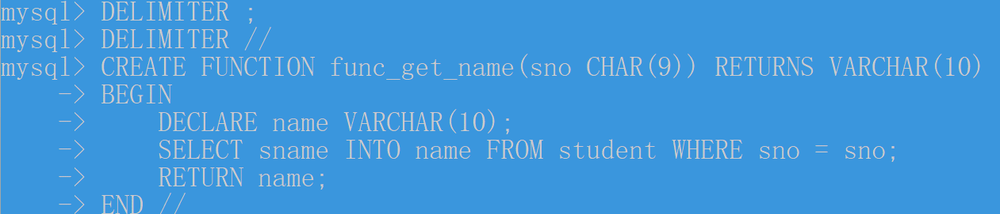 mysql> DELIMITER ;
mysql> DELIMITER //
mysql> CREATE FUNCTION func_get_name(sno CHAR(9)) RETURNS VARCHAR(10)
    -> BEGIN
    ->     DECLARE name VARCHAR(10);
    ->     SELECT sname INTO name FROM student WHERE sno = sno;
    ->     RETURN name;
    -> END //